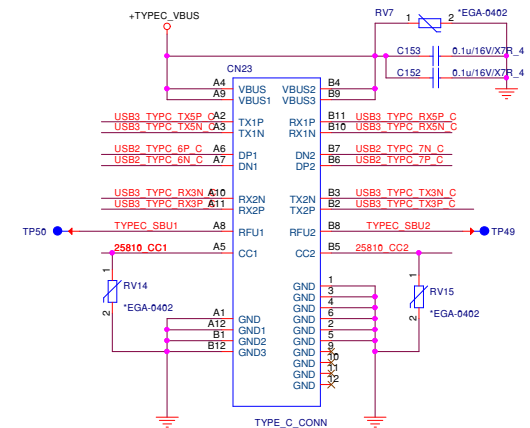 +TYPEC_VBUS
RV7 1 2 *EGA-0402
C153 0.1u/16V/X7R_4
C152 0.1u/16V/X7R_4
CN23
A4 VBUS VBUS2 B4
A9 VBUS1 VBUS3 B9
USB3_TYPC_TX5P_C A2 TX1P RX1P B11 USB3_TYPC_RX5P_C
USB3_TYPC_TX5N_C A3 TX1N RX1N B10 USB3_TYPC_RX5N_C
USB2_TYPC_6P_C A6 DP1 DN2 B7 USB2_TYPC_7N_C
USB2_TYPC_6N_C A7 DN1 DP2 B6 USB2_TYPC_7P_C
USB3_TYPC_RX3N_C A10 RX2N TX2N B3 USB3_TYPC_TX3N_C
USB3_TYPC_RX3P_C A11 RX2P TX2P B2 USB3_TYPC_TX3P_C
TP50 TYPEC_SBU1 A8 RFU1 RFU2 B8 TYPEC_SBU2 TP49
25810_CC1 A5 CC1 CC2 B5 25810_CC2
1 RV14 2 *EGA-0402
1 RV15 2 *EGA-0402
GND 1
GND 3
GND 4
A1 GND GND 6
A12 GND1 GND 2
B1 GND2 GND 5
B12 GND3 GND 9
GND 10
GND 11
GND 12
TYPE_C_CONN